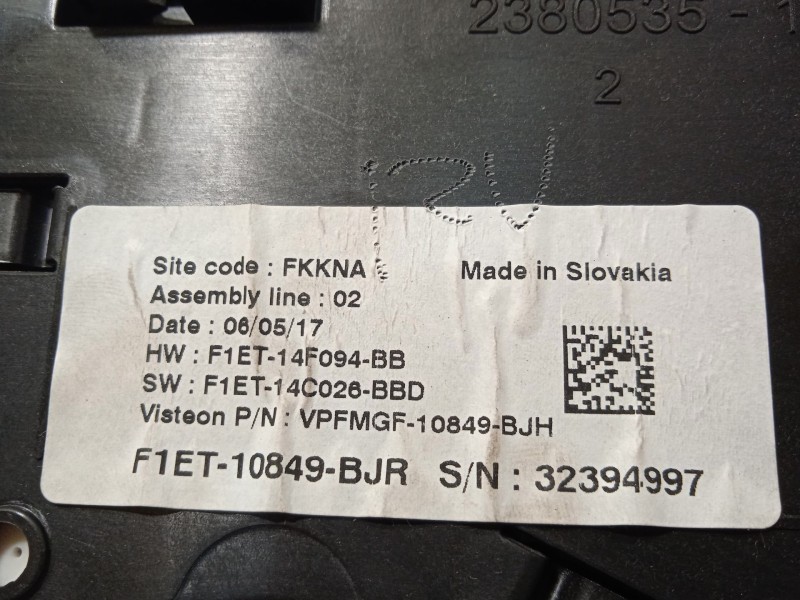 2380535 - 1
2
12V
Site code : FKKNA
Made in Slovakia
Assembly line : 02
Date : 06/05/17
HW : F1ET-14F094-BB
SW : F1ET-14C026-BBD
Visteon P/N : VPFMGF-10849-BJH
F1ET-10849-BJR S/N : 32394997